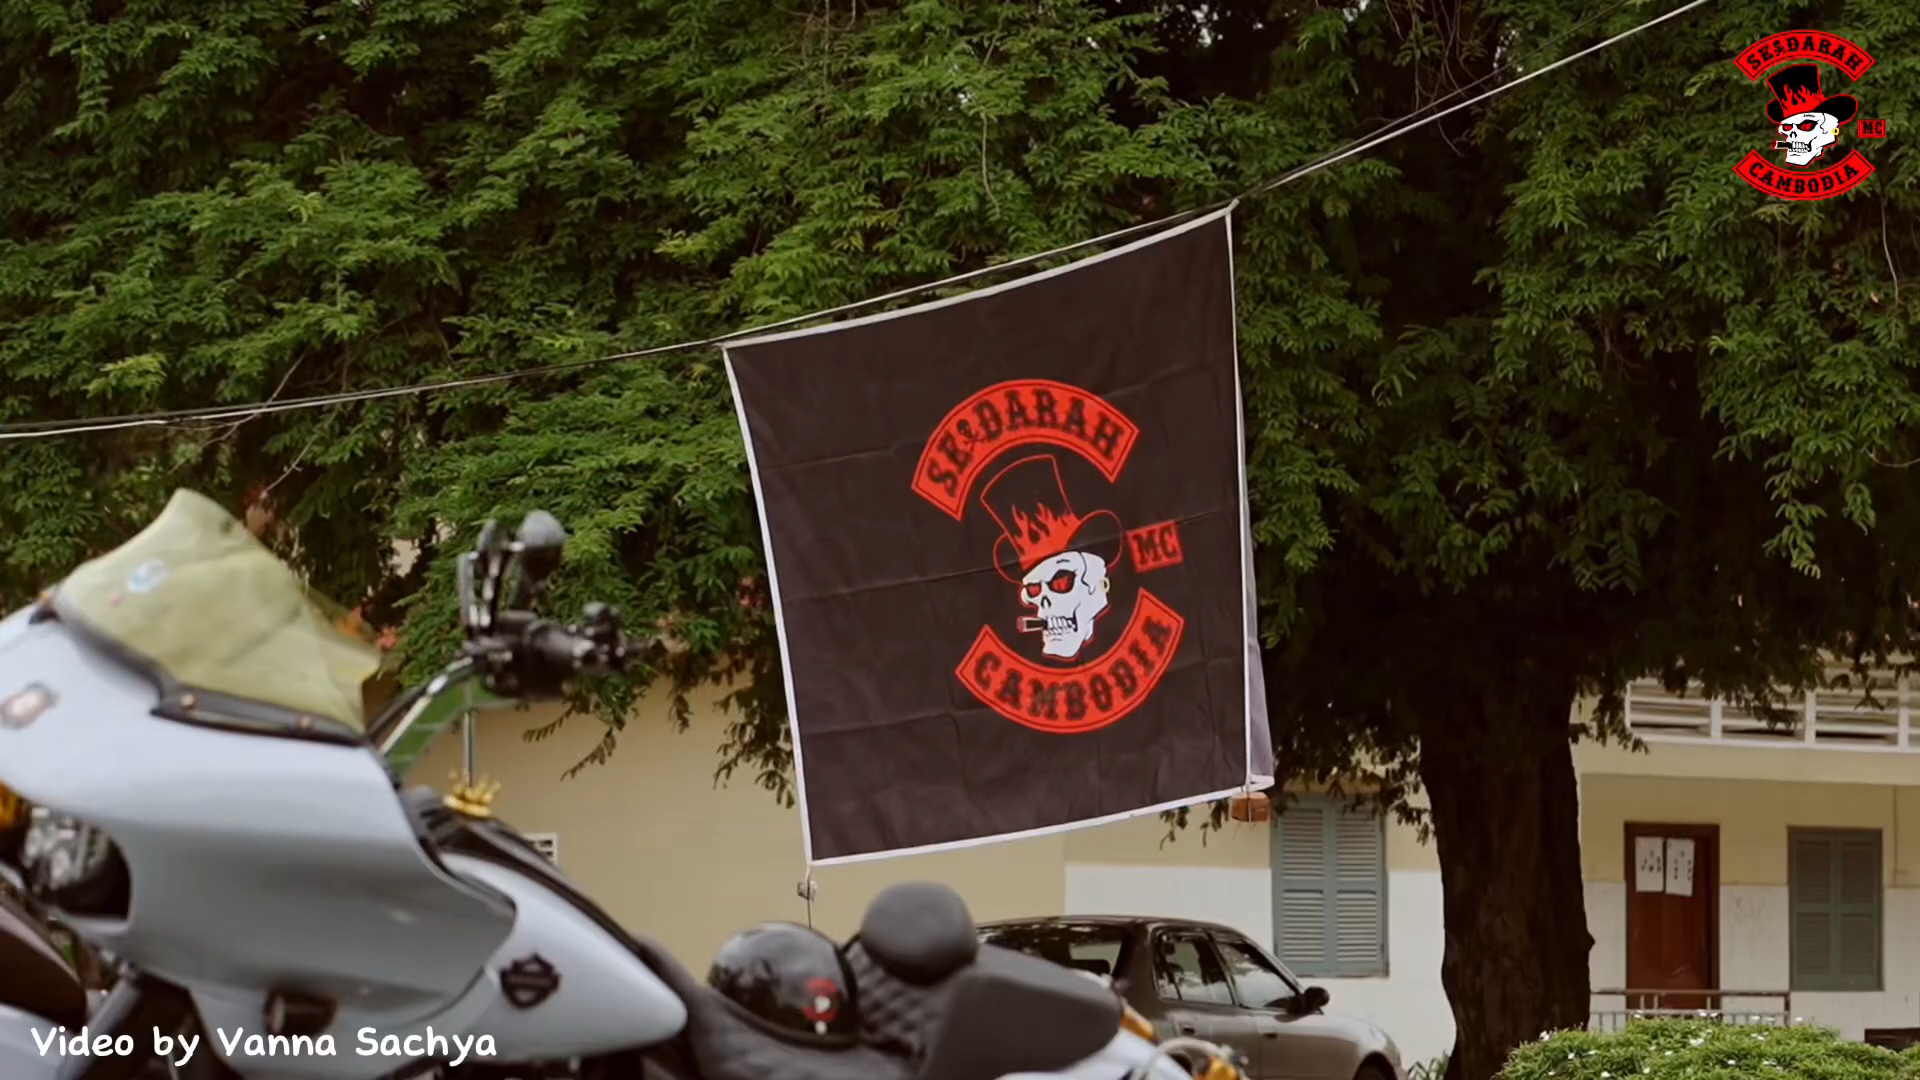 SE DARAH
MC
CAMBODIA
SE DARAH
MC
CAMBODIA
Video by Vanna Sachya